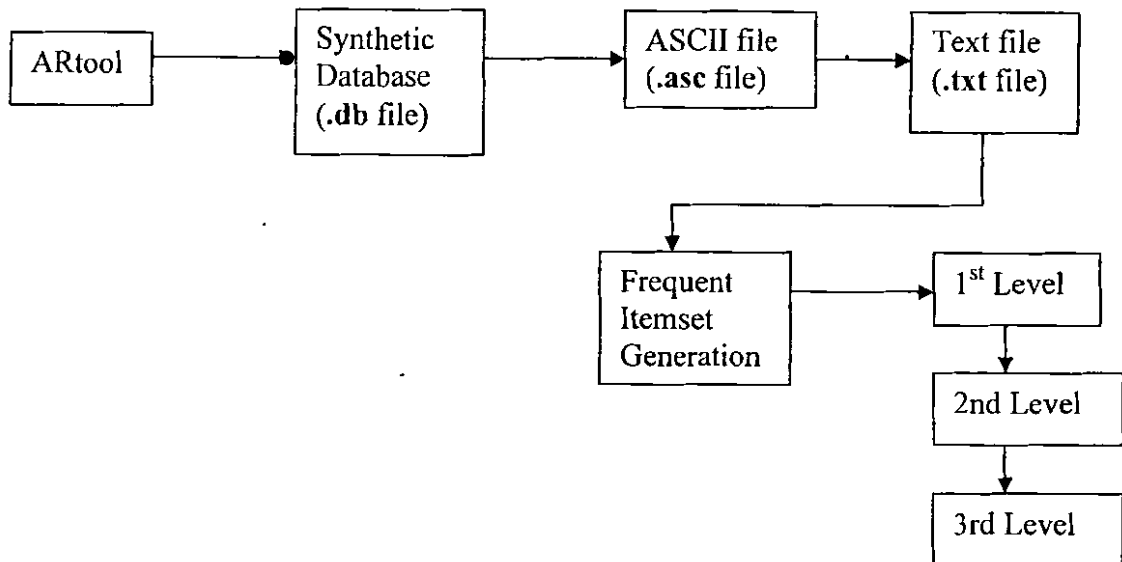 ARtool
Synthetic
Database
(.db file)
ASCII file
(.asc file)
Text file
(.txt file)
Frequent
Itemset
Generation
1st Level
2nd Level
3rd Level